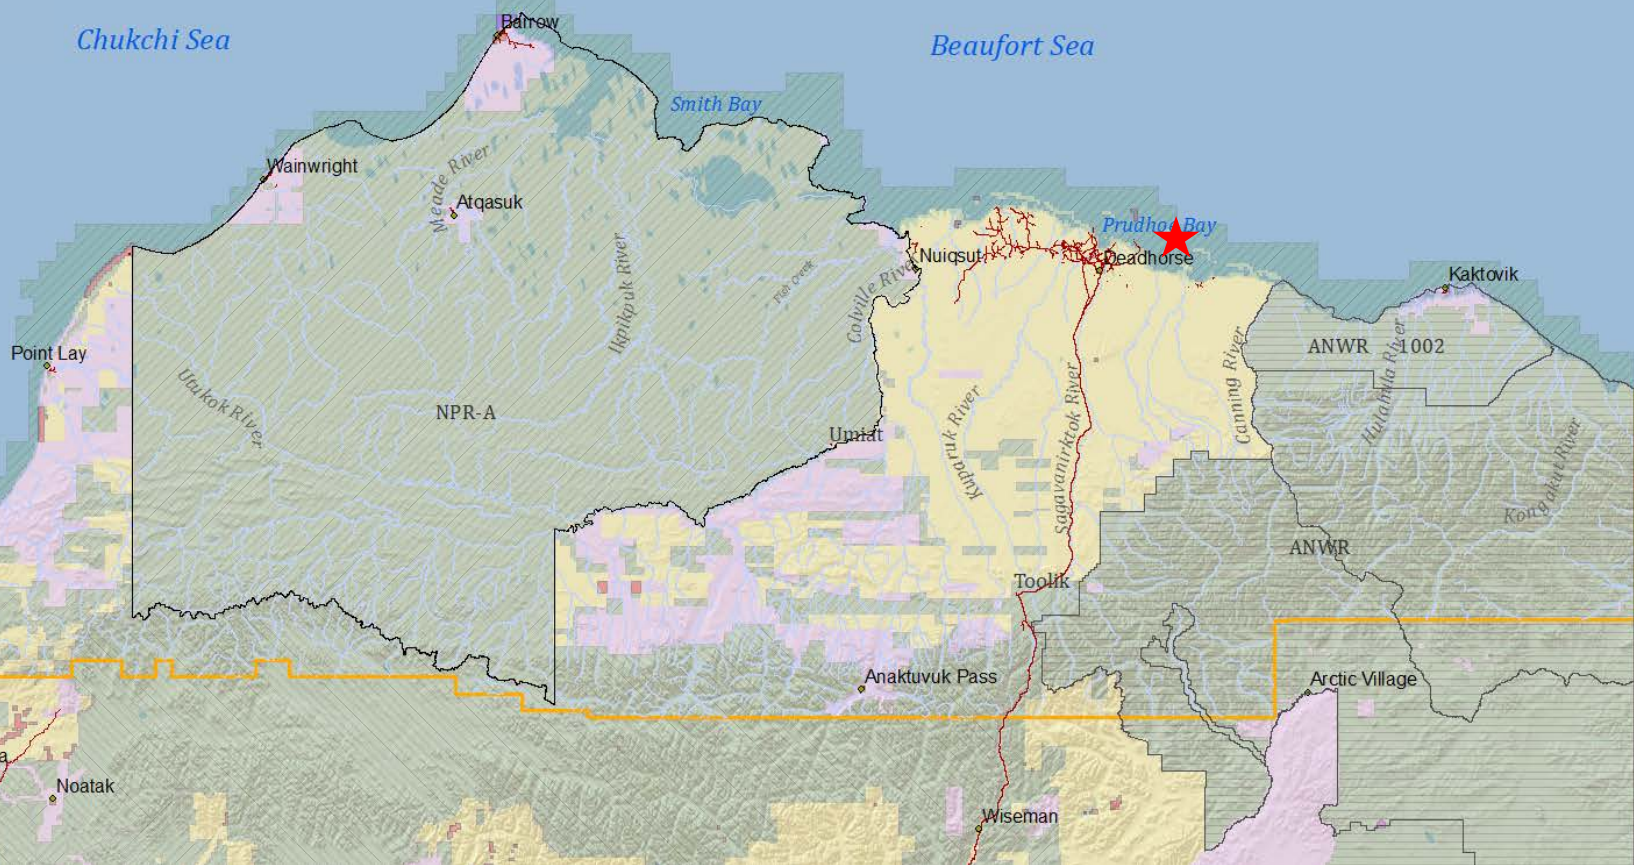 Barrow
Chukchi Sea
Beaufort Sea
Smith Bay
Wainwright
Meade River
Atqasuk
Prudhoe Bay
Nuiqsut
Deadhorse
Kaktovik
Fish Creek
Colville River
Ikpikpuk River
Point Lay
ANWR 1002
Canning River
Hulahula River
Utukok River
NPR-A
Umiat
Kuparuk River
Sagavanirktok River
Kongakut River
ANWR
Toolik
Anaktuvuk Pass
Arctic Village
a
Noatak
Wiseman